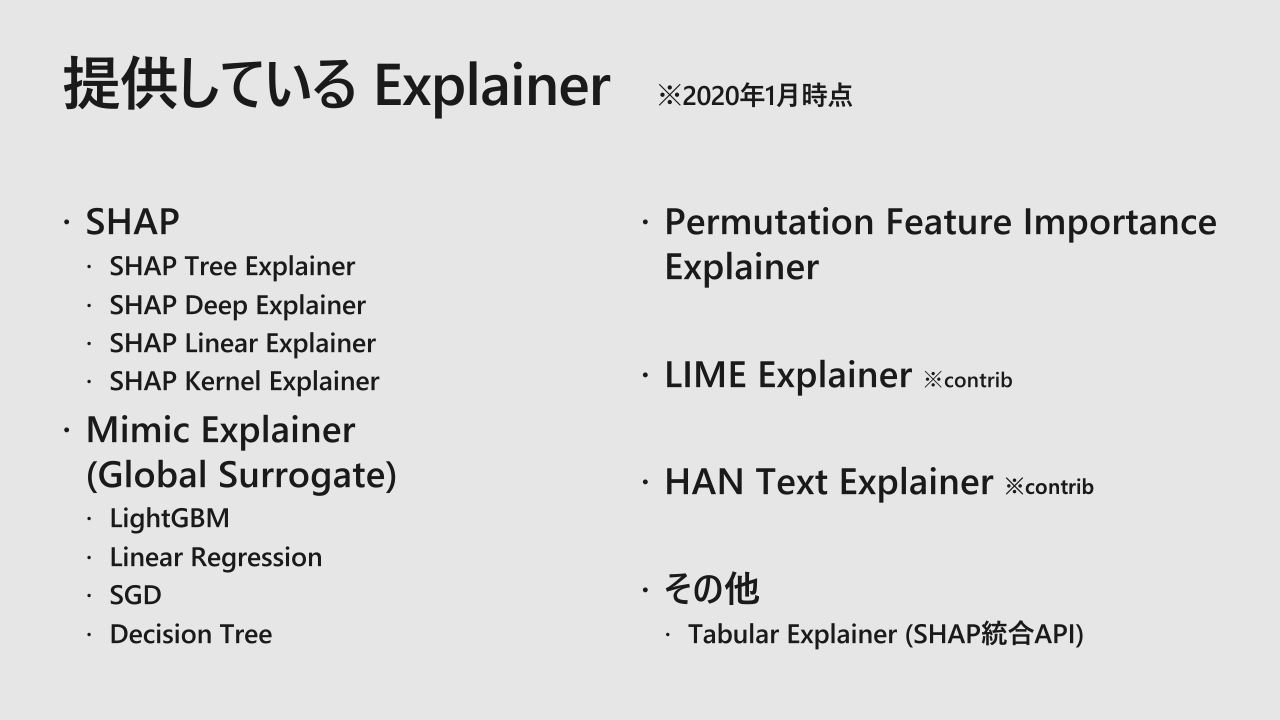 提供している Explainer ※2020年1月時点
· SHAP
· SHAP Tree Explainer
· SHAP Deep Explainer
· SHAP Linear Explainer
· SHAP Kernel Explainer
· Mimic Explainer
(Global Surrogate)
· LightGBM
· Linear Regression
· SGD
· Decision Tree
· Permutation Feature Importance
Explainer
· LIME Explainer ※contrib
· HAN Text Explainer ※contrib
· その他
· Tabular Explainer (SHAP統合API)